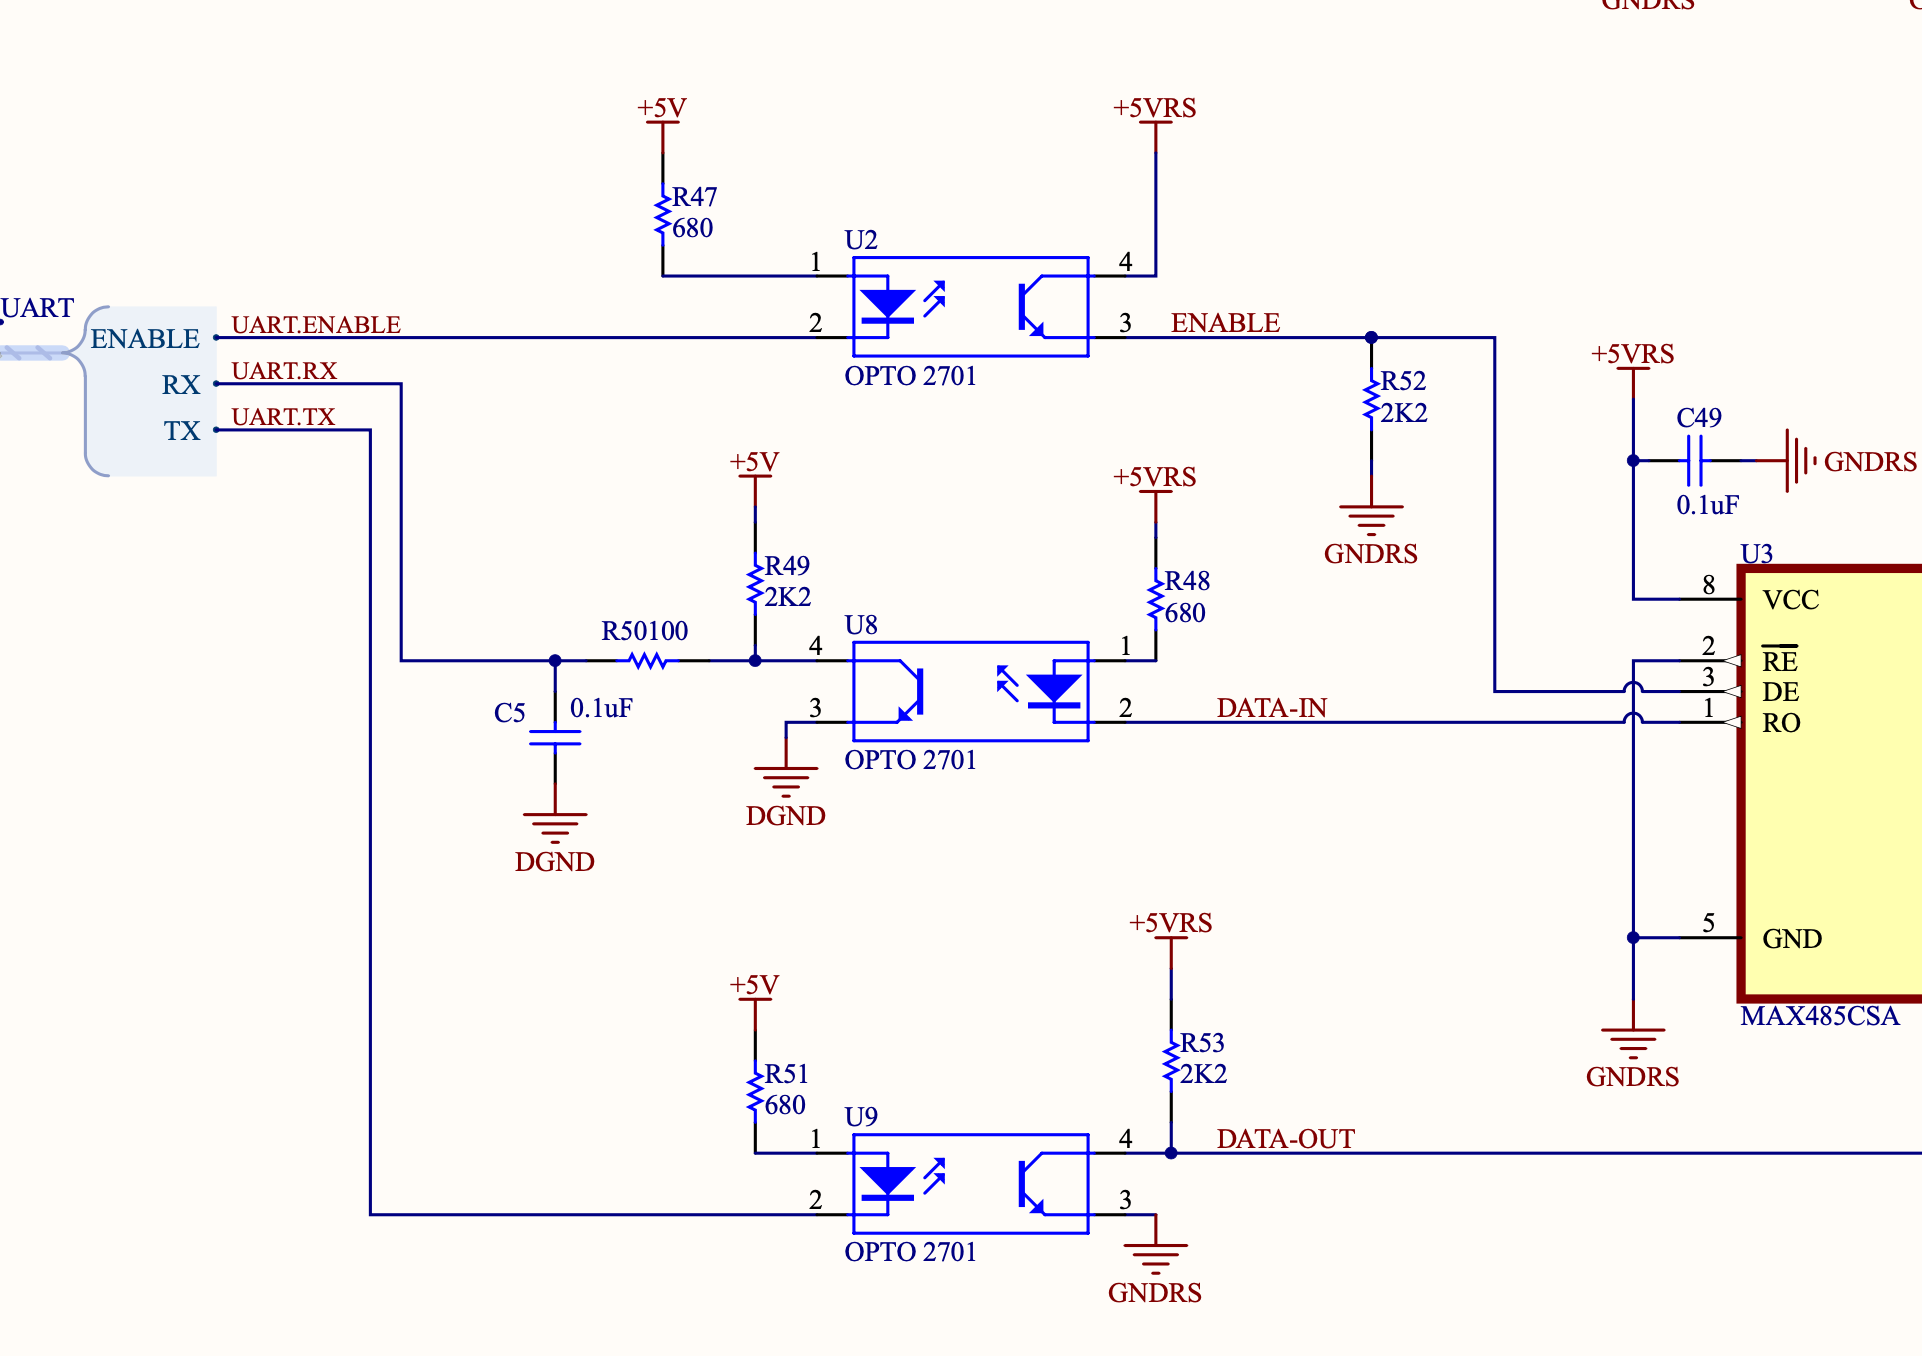 GNDRS
+5V
+5VRS
R47
680
U2
1
4
2
3
OPTO 2701
UART
ENABLE
RX
TX
UART.ENABLE
UART.RX
UART.TX
ENABLE
R52
2K2
GNDRS
+5VRS
C49
0.1uF
GNDRS
+5V
R49
2K2
+5VRS
R48
680
R50100
U8
4
1
3
2
OPTO 2701
C5
0.1uF
DGND
DGND
DATA-IN
U3
8
VCC
2
RE
3
DE
1
RO
5
GND
MAX485CSA
GNDRS
+5V
R51
680
+5VRS
R53
2K2
U9
1
4
2
3
OPTO 2701
DATA-OUT
GNDRS